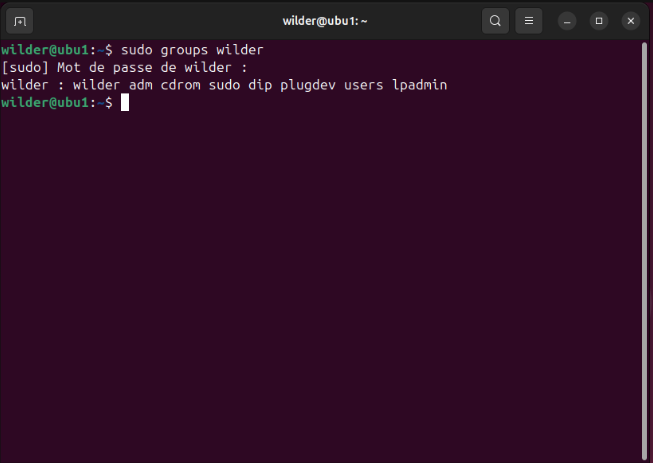 wilder@ubu1: ~
wilder@ubu1:~$ sudo groups wilder
[sudo] Mot de passe de wilder :
wilder : wilder adm cdrom sudo dip plugdev users lpadmin
wilder@ubu1:~$